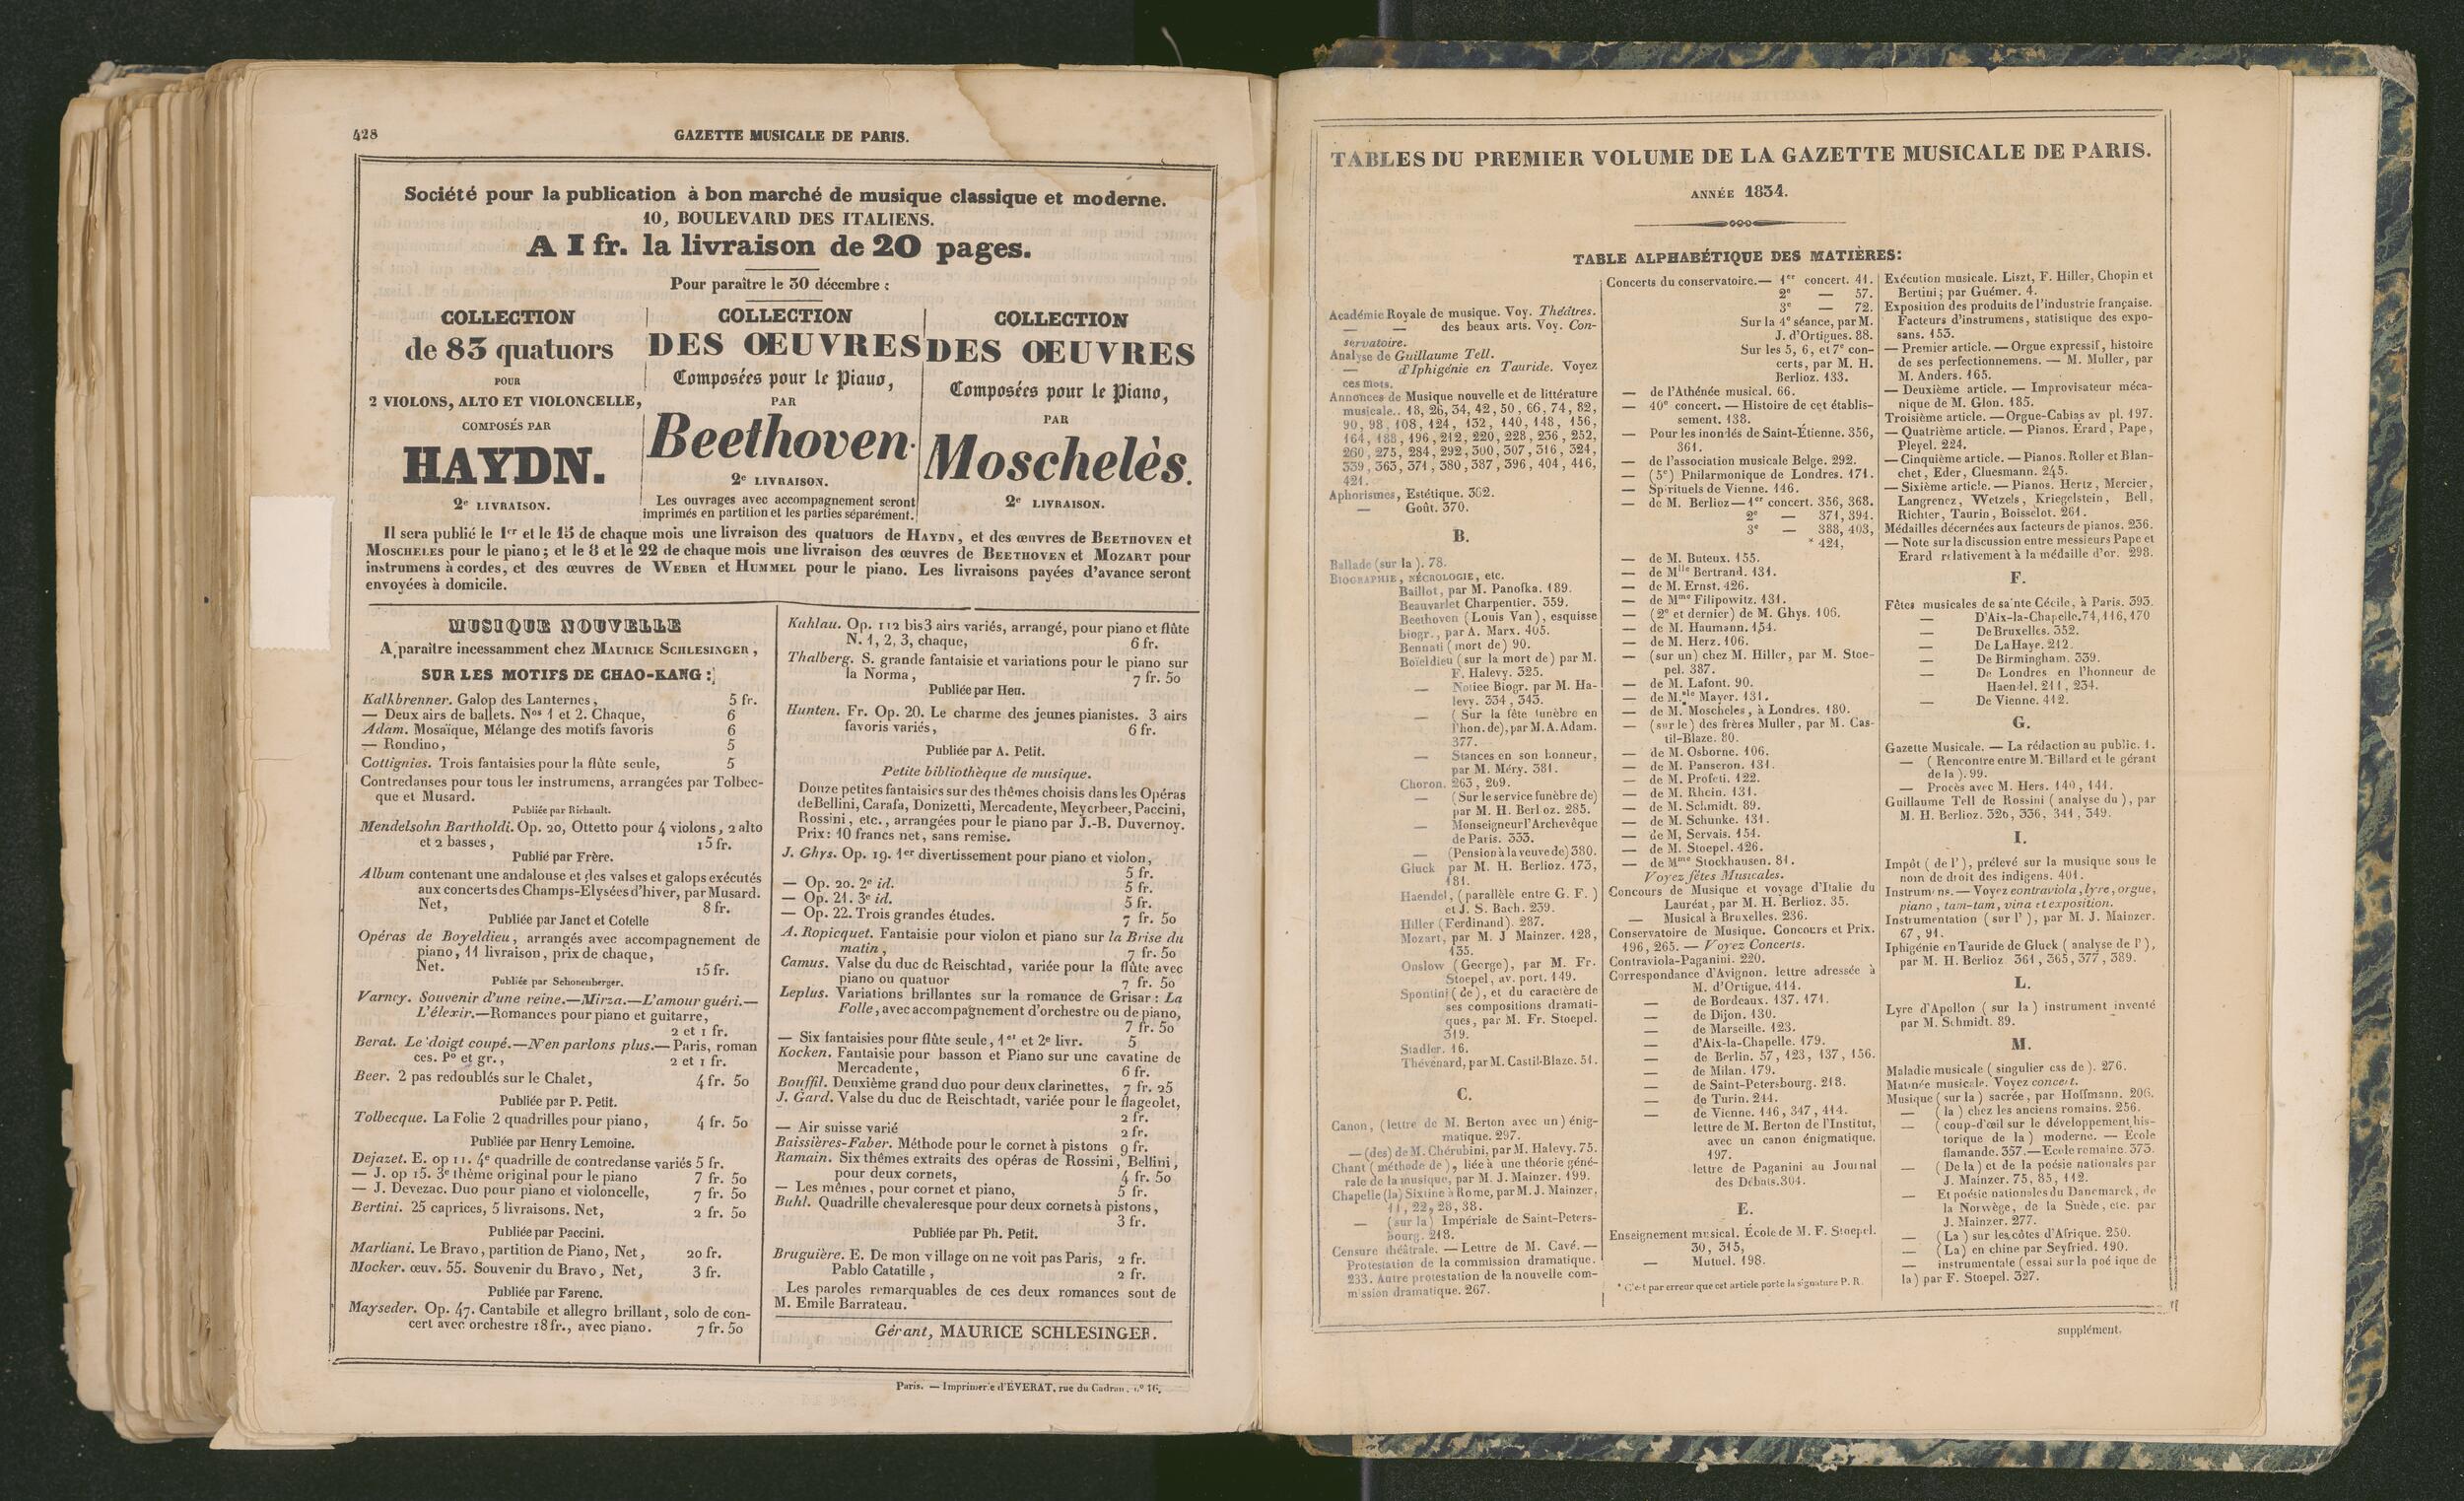 428
GAZETTE MUSICALE DE PARIS.
Société pour la publication à bon marché de musique classique et moderne.
10, BOULEVARD DES ITALIENS.
A I fr. la livraison de 20 pages.
Pour paraître le 30 décembre :
COLLECTION
de 83 quatuors
POUR
2 VIOLONS, ALTO ET VIOLONCELLE,
COMPOSÉS PAR
HAYDN.
2e LIVRAISON.
COLLECTION
DES ŒUVRES
Composées pour le Piano,
PAR
Beethoven.
2e LIVRAISON.
Les ouvrages avec accompagnement seront
imprimés en partition et les parties séparément.
COLLECTION
DES ŒUVRES
Composées pour le Piano,
PAR
Moschelès.
2e LIVRAISON.
Il sera publié le 1er et le 15 de chaque mois une livraison des quatuors de HAYDN, et des œuvres de BEETHOVEN et
MOSCHELES pour le piano; et le 8 et le 22 de chaque mois une livraison des œuvres de BEETHOVEN et MOZART pour
instrumens à cordes, et des œuvres de WEBER et HUMMEL pour le piano. Les livraisons payées d'avance seront
envoyées à domicile.
MUSIQUE NOUVELLE
A paraitre incessamment chez MAURICE SCHLESINGER,
SUR LES MOTIFS DE CHAO-KANG :
Kalkbrenner. Galop des Lanternes, 5 fr.
— Deux airs de ballets. Nos 1 et 2. Chaque, 6
Adam. Mosaïque, Mélange des motifs favoris 6
— Rondino, 5
Cottignies. Trois fantaisies pour la flûte seule, 5
Contredanses pour tous les instrumens, arrangées par Tolbec-
que et Musard.
Publiée par Richault.
Mendelsohn Bartholdi. Op. 20, Ottetto pour 4 violons, 2 alto
et 2 basses, 15 fr.
Publié par Frère.
Album contenant une andalouse et des valses et galops exécutés
aux concerts des Champs-Elysées d'hiver, par Musard.
Net, 8 fr.
Publiée par Janet et Cotelle
Opéras de Boyeldieu, arrangés avec accompagnement de
piano, 11 livraison, prix de chaque,
Net. 15 fr.
Publiée par Schonenberger.
Varney. Souvenir d'une reine.—Mirza.—L'amour guéri.—
L'élexir.—Romances pour piano et guitarre,
2 et 1 fr.
Berat. Le doigt coupé.—N'en parlons plus.—Paris, roman
ces. Po et gr., 2 et 1 fr.
Beer. 2 pas redoublés sur le Chalet, 4 fr. 50
Publiée par P. Petit.
Tolbecque. La Folie 2 quadrilles pour piano, 4 fr. 50
Publiée par Henry Lemoine.
Dejazet. E. op 11. 4e quadrille de contredanse variés 5 fr.
— J. op 15. 3e thème original pour le piano 7 fr. 50
— J. Devezac. Duo pour piano et violoncelle, 7 fr. 50
Bertini. 25 caprices, 5 livraisons. Net, 2 fr. 50
Publiée par Paccini.
Marliani. Le Bravo, partition de Piano, Net, 20 fr.
Mocker. œuv. 55. Souvenir du Bravo, Net, 3 fr.
Publiée par Farenc.
Mayseder. Op. 47. Cantabile et allegro brillant, solo de con-
cert avec orchestre 18 fr., avec piano. 7 fr. 50
Kuhlau. Op. 112 bis 3 airs variés, arrangé, pour piano et flûte
N. 1, 2, 3, chaque, 6 fr.
Thalberg. S. grande fantaisie et variations pour le piano sur
la Norma, 7 fr. 50
Publiée par Heu.
Hunten. Fr. Op. 20. Le charme des jeunes pianistes. 3 airs
favoris variés, 6 fr.
Publiée par A. Petit.
Petite bibliothèque de musique.
Douze petites fantaisies sur des thêmes choisis dans les Opéras
de Bellini, Carafa, Donizetti, Mercadente, Meyerbeer, Paccini,
Rossini, etc., arrangées pour le piano par J.-B. Duvernoy.
Prix: 10 francs net, sans remise.
J. Ghys. Op. 19. 1er divertissement pour piano et violon,
5 fr.
— Op. 20. 2e id. 5 fr.
— Op. 21. 3e id. 5 fr.
— Op. 22. Trois grandes études. 7 fr. 50
A. Ropicquet. Fantaisie pour violon et piano sur la Brise du
matin, 7 fr. 50
Camus. Valse du duc de Reischtad, variée pour la flûte avec
piano ou quatuor 7 fr. 50
Leplus. Variations brillantes sur la romance de Grisar : La
Folle, avec accompagnement d'orchestre ou de piano,
7 fr. 50
— Six fantaisies pour flûte seule, 1er et 2e livr. 5
Kocken. Fantaisie pour basson et Piano sur une cavatine de
Mercadente, 6 fr.
Bouffil. Deuxième grand duo pour deux clarinettes, 7 fr. 25
J. Gard. Valse du duc de Reischtadt, variée pour le flageolet,
2 fr.
— Air suisse varié 2 fr.
Baissières-Faber. Méthode pour le cornet à pistons 9 fr.
Ramain. Six thêmes extraits des opéras de Rossini, Bellini,
pour deux cornets, 4 fr. 50
— Les mêmes, pour cornet et piano, 5 fr.
Buhl. Quadrille chevaleresque pour deux cornets à pistons,
3 fr.
Publiée par Ph. Petit.
Bruguière. E. De mon village on ne voit pas Paris, 2 fr.
Pablo Catatille, 2 fr.
Les paroles remarquables de ces deux romances sont de
M. Emile Barrateau.
Gérant, MAURICE SCHLESINGER.
Paris. — Imprimerie d'ÉVERAT, rue du Cadran, nº 16.
TABLES DU PREMIER VOLUME DE LA GAZETTE MUSICALE DE PARIS.
ANNÉE 1834.
TABLE ALPHABÉTIQUE DES MATIÈRES:
Académie Royale de musique. Voy. Théâtres.
— — des beaux arts. Voy. Con-
servatoire.
Analyse de Guillaume Tell.
— d'Iphigénie en Tauride. Voyez
ces mots.
Annonces de Musique nouvelle et de littérature
musicale.. 18, 26, 34, 42, 50, 66, 74, 82,
90, 98, 108, 124, 132, 140, 148, 156,
164, 188, 196, 212, 220, 228, 236, 252,
260, 275, 284, 292, 300, 307, 316, 324,
339, 363, 371, 380, 387, 396, 404, 416,
421.
Aphorismes, Estétique. 362.
— Goût. 370.
B.
Ballade (sur la). 78.
BIOGRAPHIE, NÉCROLOGIE, etc.
Baillot, par M. Panofka. 189.
Beauvarlet Charpentier. 359.
Beethoven (Louis Van), esquisse
biogr., par A. Marx. 405.
Bennati (mort de) 90.
Boïeldieu (sur la mort de) par M.
F. Halevy. 325.
— Notice Biogr. par M. Ha-
levy. 334, 343.
— (Sur la fête funèbre en
l'hon. de), par M. A. Adam.
377.
— Stances en son honneur,
par M. Méry. 381.
Choron. 263, 269.
— (Sur le service funèbre de)
par M. H. Berl oz. 285.
— Monseigneur l'Archevêque
de Paris. 333.
— (Pension à la veuve de) 380.
Gluck par M. H. Berlioz. 173,
181.
Haendel, (parallèle entre G. F. )
et J. S. Bach. 239.
Hiller (Ferdinand). 287.
Mozart, par M. J Mainzer. 128,
135.
Onslow (George), par M. Fr.
Stoepel, av. port. 149.
Spontini (de), et du caractère de
ses compositions dramati-
ques, par M. Fr. Stoepel.
319.
Stadler. 16.
Thévenard, par M. Castil-Blaze. 51.
C.
Canon, (lettre de M. Berton avec un) énig-
matique. 297.
— (des) de M. Chérubini, par M. Halevy. 75.
Chant (méthode de), liée à une théorie géné-
rale de la musique, par M. J. Mainzer. 199.
Chapelle (la) Sixtine à Rome, par M. J. Mainzer,
11, 22, 28, 38.
— (sur la) Impériale de Saint-Peters-
bourg. 218.
Censure théâtrale. — Lettre de M. Cavé. —
Protestation de la commission dramatique.
233. Autre protestation de la nouvelle com-
mission dramatique. 267.
Concerts du conservatoire.— 1er concert. 41.
2e — 57.
3e — 72.
Sur la 4e séance, par M.
J. d'Ortigues. 88.
Sur les 5, 6, et 7e con-
certs, par M. H.
Berlioz. 133.
— de l'Athénée musical. 66.
— 40e concert. — Histoire de cet établis-
sement. 138.
— Pour les inondés de Saint-Étienne. 356,
361.
— de l'association musicale Belge. 292.
— (5e) Philarmonique de Londres. 171.
— Spirituels de Vienne. 146.
— de M. Berlioz—1er concert. 356, 368.
2e — 371, 394.
3e — 388, 403,
* 424,
— de M. Buteux. 155.
— de Mlle Bertrand. 131.
— de M. Ernst. 426.
— de Mme Filipowitz. 131.
— (2e et dernier) de M. Ghys. 106.
— de M. Haumann. 154.
— de M. Herz. 106.
— (sur un) chez M. Hiller, par M. Stoe-
pel. 387.
— de M. Lafont. 90.
— de M.lle Mayer. 131.
— de M. Moscheles, à Londres. 180.
— (sur le) des frères Muller, par M. Cas-
til-Blaze. 80.
— de M. Osborne. 106.
— de M. Panseron. 131.
— de M. Profeti. 122.
— de M. Rhein. 131.
— de M. Schmidt. 89.
— de M. Schunke. 131.
— de M, Servais. 154.
— de M. Stoepel. 426.
— de Mme Stockhausen. 81.
Voyez fêtes Musicales.
Concours de Musique et voyage d'Italie du
Lauréat, par M. H. Berlioz. 35.
— Musical à Bruxelles. 236.
Conservatoire de Musique. Concours et Prix.
196, 265. — Voyez Concerts.
Contraviola-Paganini. 220.
Correspondance d'Avignon. lettre adressée à
M. d'Ortigue. 414.
— de Bordeaux. 137. 171.
— de Dijon. 130.
— de Marseille. 123.
— d'Aix-la-Chapelle. 179.
— de Berlin. 57, 123, 137, 156.
— de Milan. 179.
— de Saint-Petersbourg. 218.
— de Turin. 244.
— de Vienne. 146, 347, 414.
lettre de M. Berton de l'Institut,
avec un canon énigmatique.
197.
lettre de Paganini au Journal
des Débats. 304.
E.
Enseignement musical. École de M. F. Stoepel.
30, 315,
— Mutuel. 198.
* C'est par erreur que cet article porte la signature P. R.
Exécution musicale. Liszt, F. Hiller, Chopin et
Bertini; par Guémer. 4.
Exposition des produits de l'industrie française.
Facteurs d'instrumens, statistique des expo-
sans. 153.
— Premier article. — Orgue expressif, histoire
de ses perfectionnemens. — M. Muller, par
M. Anders. 165.
— Deuxième article. — Improvisateur méca-
nique de M. Glon. 185.
Troisième article. — Orgue-Cabias av pl. 197.
— Quatrième article. — Pianos. Erard, Pape,
Pleyel. 224.
— Cinquième article. — Pianos. Roller et Blan-
chet, Eder, Cluesmann. 245.
— Sixième article. — Pianos. Hertz, Mercier,
Langrenez, Wetzels, Kriegelstein, Bell,
Richter, Taurin, Boisselot. 261.
Médailles décernées aux facteurs de pianos. 236.
— Note sur la discussion entre messieurs Pape et
Erard relativement à la médaille d'or. 298.
F.
Fêtes musicales de sainte Cécile, à Paris. 393.
— D'Aix-la-Chapelle. 74, 116, 170
— De Bruxelles. 352.
— De La Haye. 212.
— De Birmingham. 339.
— De Londres en l'honneur de
Haendel. 211, 234.
— De Vienne. 412.
G.
Gazette Musicale. — La rédaction au public. 1.
— (Rencontre entre M. Billard et le gérant
de la). 99.
— Procès avec M. Hers. 140, 141.
Guillaume Tell de Rossini (analyse du), par
M. H. Berlioz. 326, 336, 341, 349.
I.
Impôt (de l'), prélevé sur la musique sous le
nom de droit des indigens. 401.
Instrumens. — Voyez contraviola, lyre, orgue,
piano, tam-tam, vina et exposition.
Instrumentation (sur l'), par M. J. Mainzer.
67, 91.
Iphigénie en Tauride de Gluck (analyse de l'),
par M. H. Berlioz 361, 365, 377, 389.
L.
Lyre d'Apollon (sur la) instrument inventé
par M. Schmidt. 89.
M.
Maladie musicale (singulier cas de). 276.
Matinée musicale. Voyez concert.
Musique (sur la) sacrée, par Hoffmann. 206.
— (la) chez les anciens romains. 256.
— (coup-d'œil sur le développement his-
torique de la) moderne. — École
flamande. 357.—Ecole romaine. 373.
— (De la) et de la poésie nationales par
J. Mainzer. 75, 85, 112.
— Et poésie nationales du Danemarck, de
la Norwège, de la Suède, etc. par
J. Mainzer. 277.
— (La) sur les côtes d'Afrique. 250.
— (La) en chine par Seyfried. 190.
— instrumentale (essai sur la poé ique de
la) par F. Stoepel. 327.
supplément.